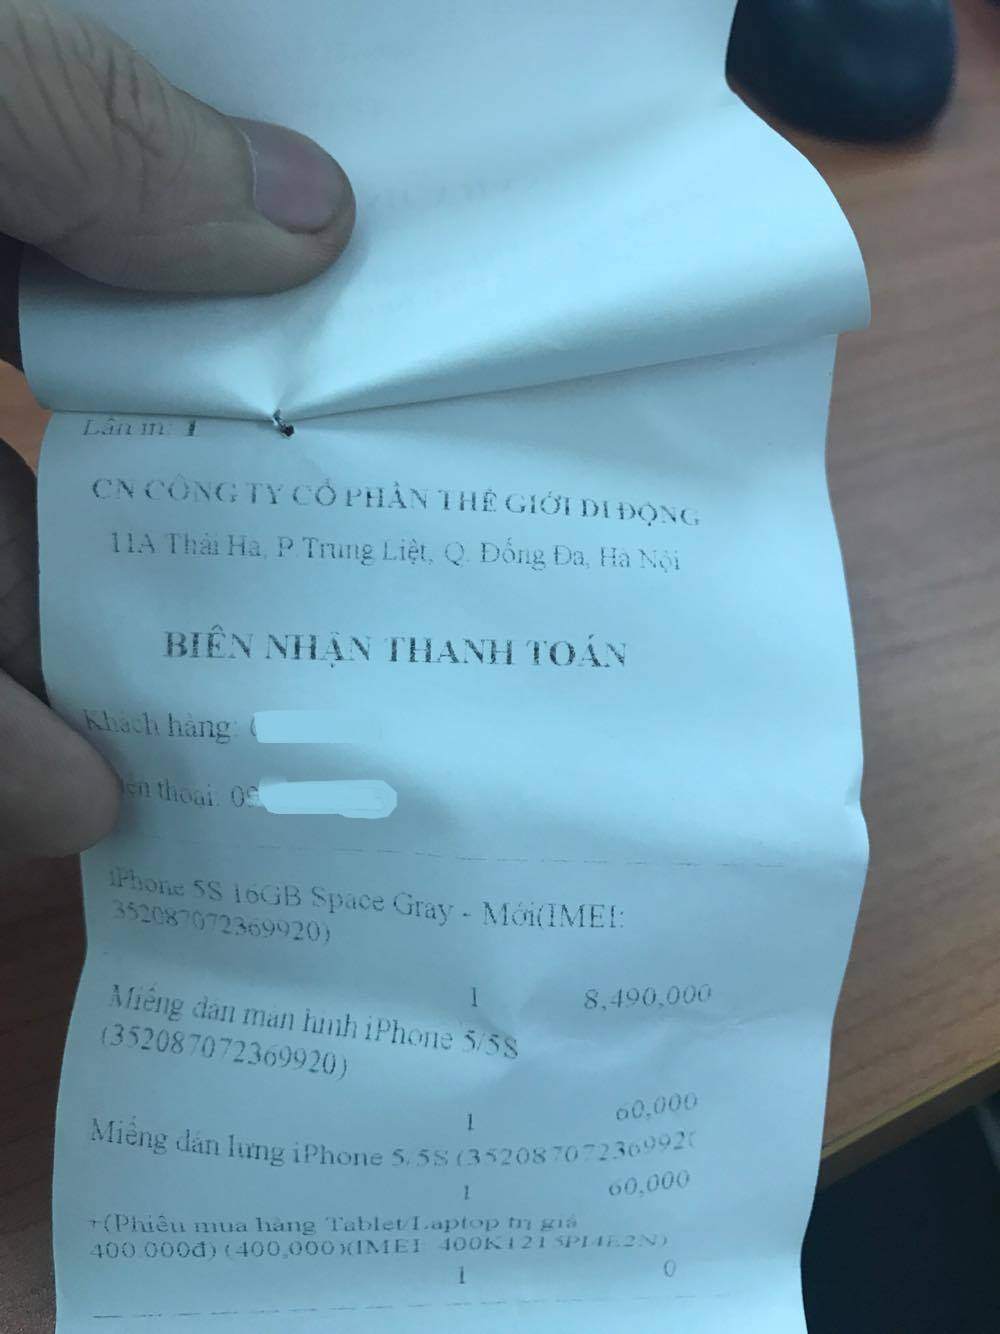 Lần in: 1
CN CÔNG TY CỔ PHẦN THẾ GIỚI DI ĐỘNG
11A Thái Hà, P.Trung Liệt, Q. Đống Đa, Hà Nội
BIÊN NHẬN THANH TOÁN
Khách hàng:
thoại: 09
iPhone 5S 16GB Space Gray - Mới(IMEI:
352087072369920)
1 8,490,000
Miếng dán màn hình iPhone 5/5S
(352087072369920)
1 60,000
Miếng dán lưng iPhone 5/5S (352087072369920
1 60,000
+(Phiếu mua hàng Tablet/Laptop trị giá
400.000đ) (400,000)(IMEI:
1 0